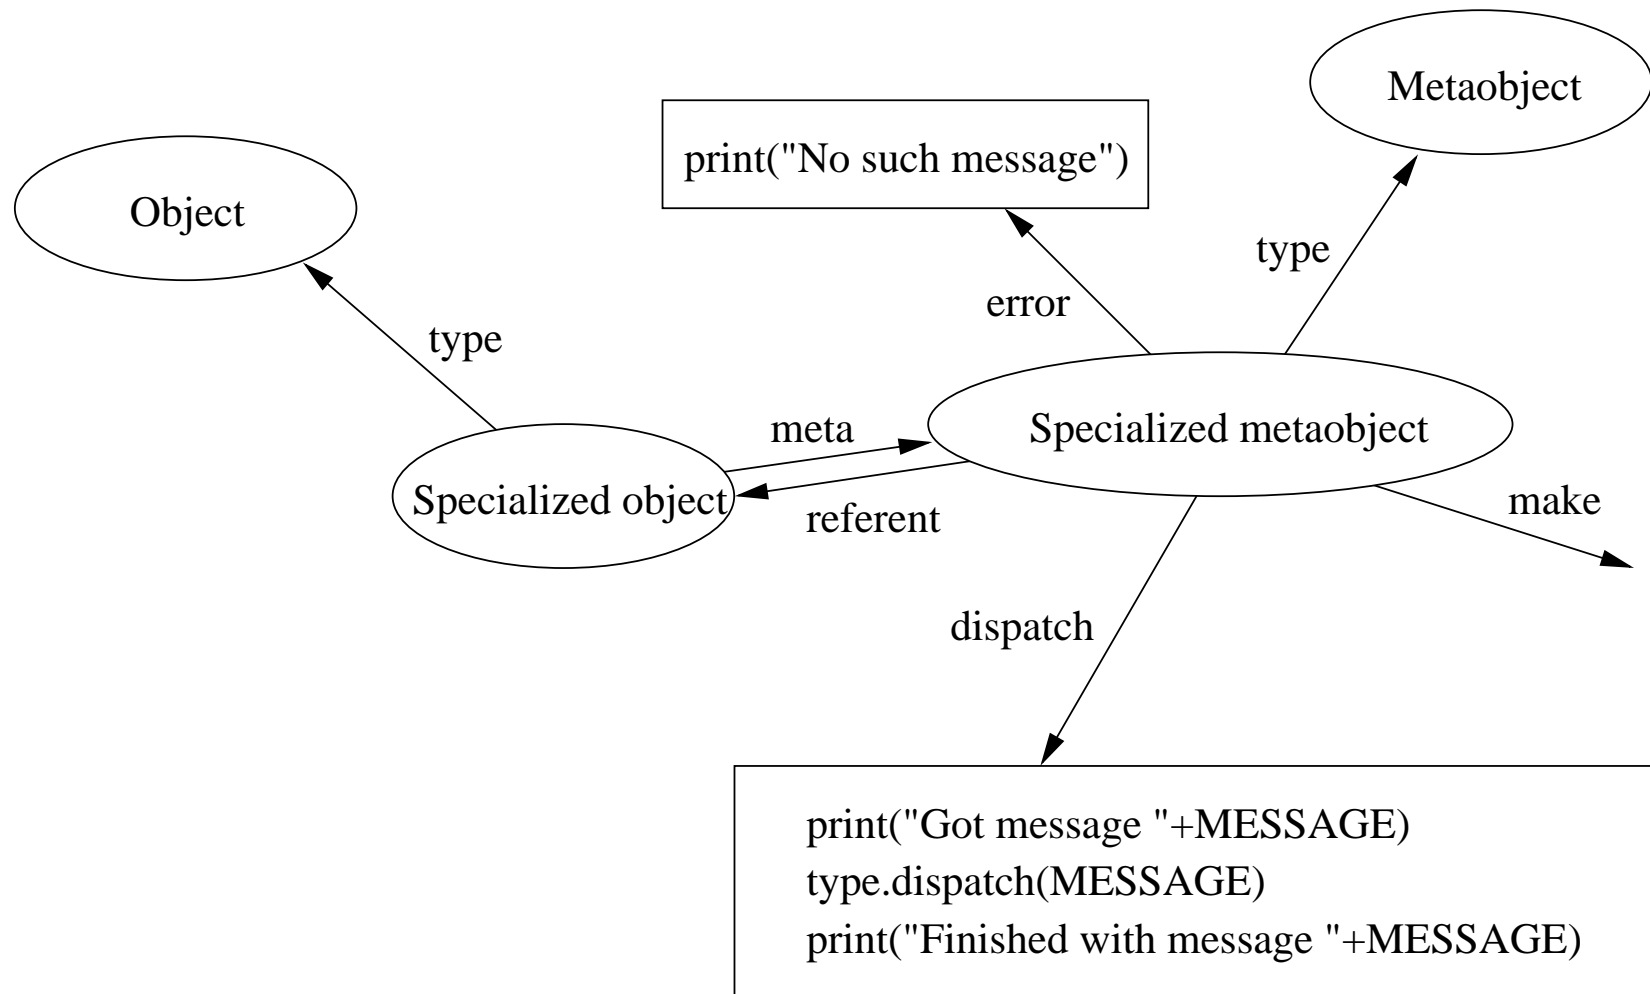 Metaobject
print("No such message")
Object
type
error
type
meta
Specialized metaobject
Specialized object
referent
make
dispatch
print("Got message "+MESSAGE)
type.dispatch(MESSAGE)
print("Finished with message "+MESSAGE)